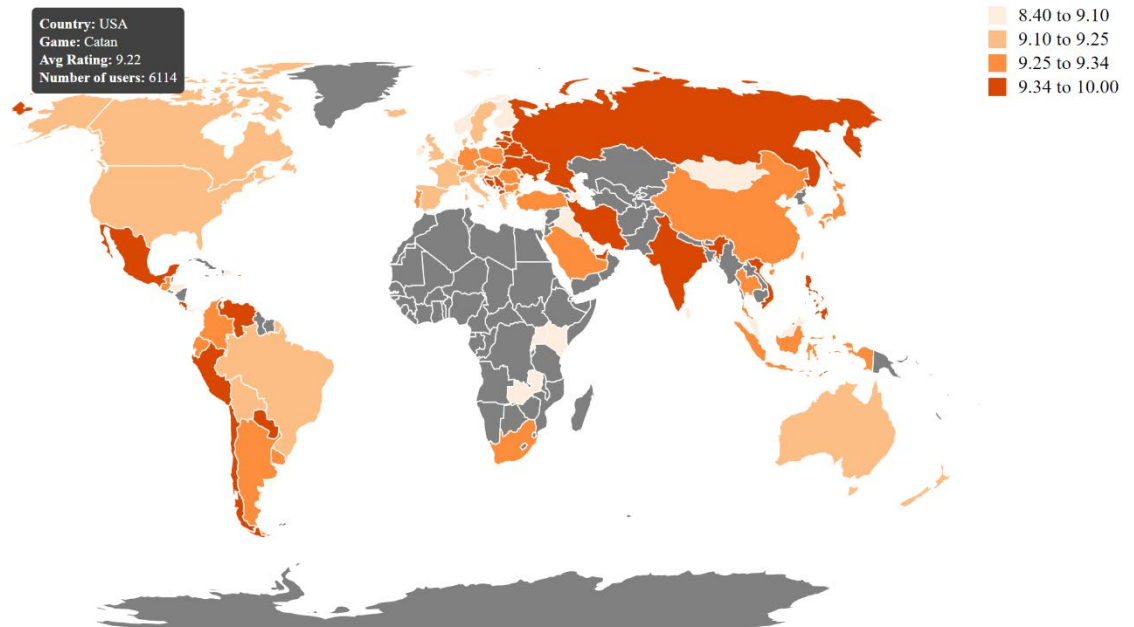 Country: USA
Game: Catan
Avg Rating: 9.22
Number of users: 6114
8.40 to 9.10
9.10 to 9.25
9.25 to 9.34
9.34 to 10.00